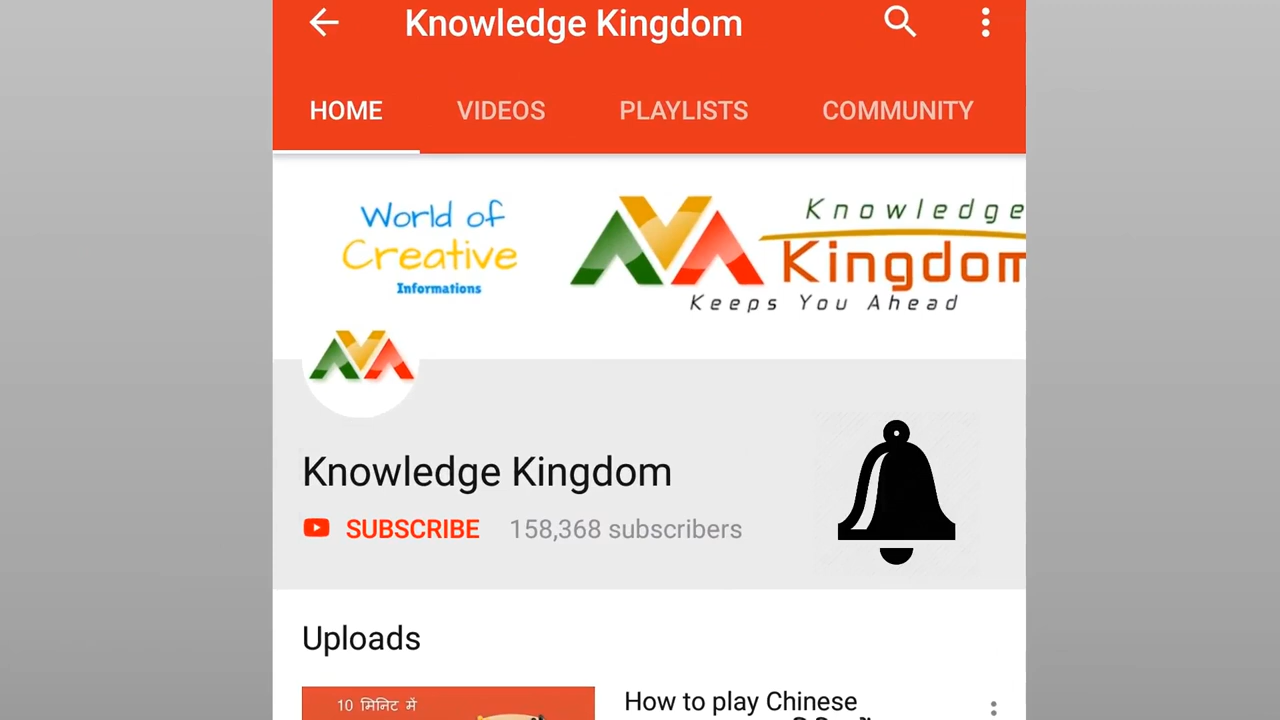 Knowledge Kingdom
HOME VIDEOS PLAYLISTS COMMUNITY
World of
Creative
Informations
Knowledge
Kingdom
Keeps You Ahead
Knowledge Kingdom
SUBSCRIBE 158,368 subscribers
Uploads
10 मिनिट में
How to play Chinese